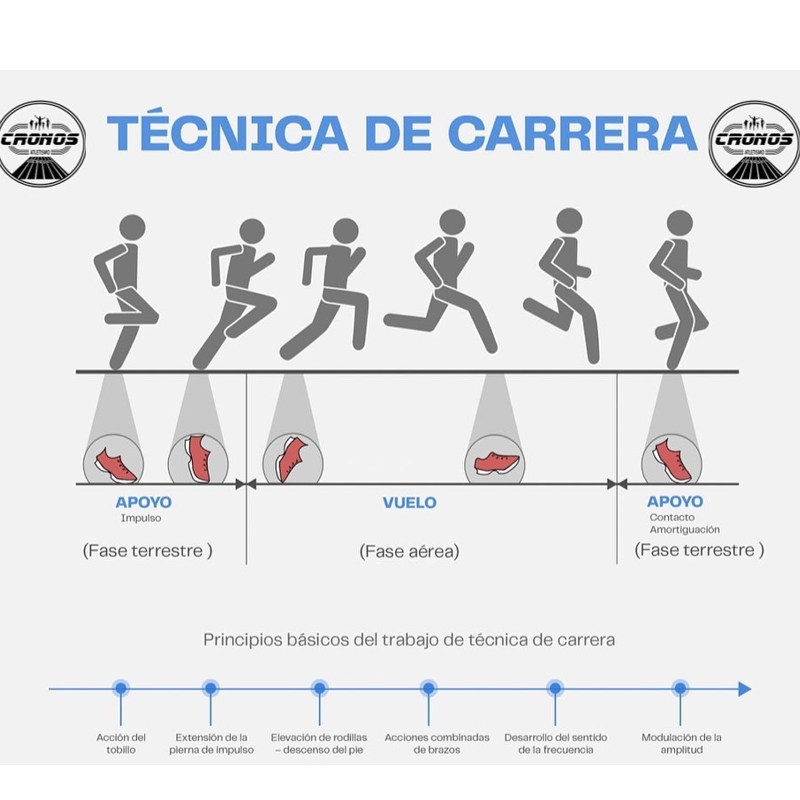 CRONOS
ATLETISMO
TÉCNICA DE CARRERA
CRONOS
ATLETISMO
APOYO
Impulso
(Fase terrestre )
VUELO
(Fase aérea)
APOYO
Contacto
Amortiguación
(Fase terrestre )
Principios básicos del trabajo de técnica de carrera
Acción del
tobillo
Extensión de la
pierna de impulso
Elevación de rodillas
– descenso del pie
Acciones combinadas
de brazos
Desarrollo del sentido
de la frecuencia
Modulación de la
amplitud